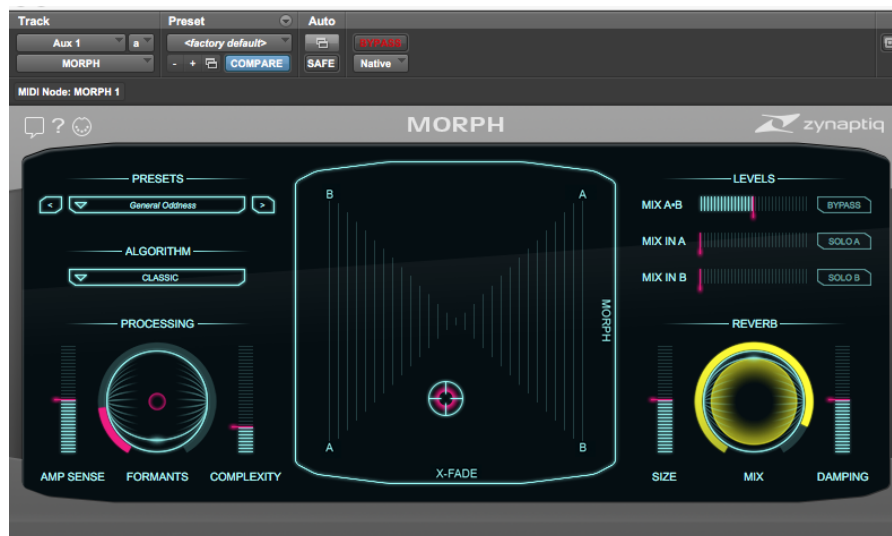 Track Preset Auto
Aux 1 a <factory default> BYPASS
MORPH - + COMPARE SAFE Native
MIDI Node: MORPH 1
? MORPH zynaptiq
PRESETS
< General Oddness >
ALGORITHM
CLASSIC
PROCESSING
AMP SENSE FORMANTS COMPLEXITY
B A
MORPH
A B
X-FADE
LEVELS
MIX A•B BYPASS
MIX IN A SOLO A
MIX IN B SOLO B
REVERB
SIZE MIX DAMPING